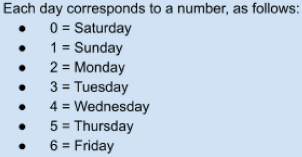 Each day corresponds to a number, as follows:
● 0 = Saturday
● 1 = Sunday
● 2 = Monday
● 3 = Tuesday
● 4 = Wednesday
● 5 = Thursday
● 6 = Friday